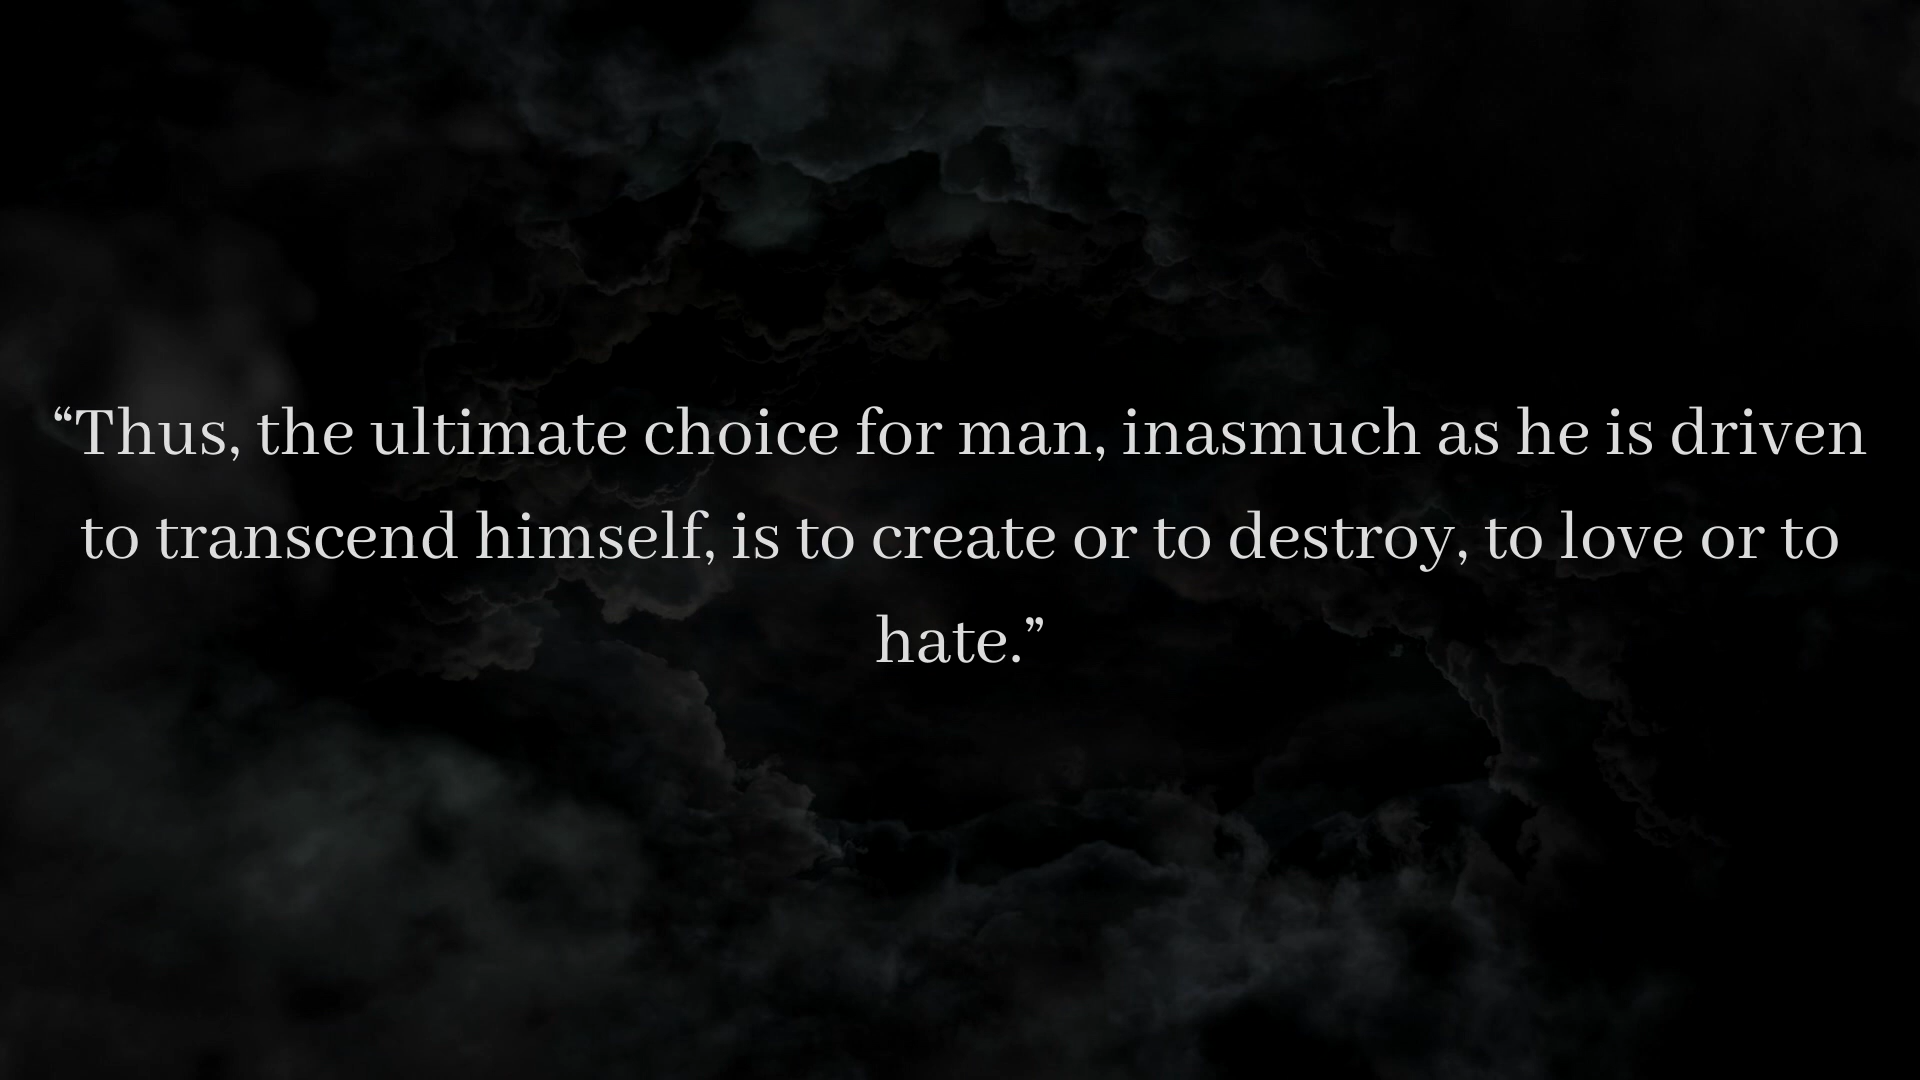 “Thus, the ultimate choice for man, inasmuch as he is driven
to transcend himself, is to create or to destroy, to love or to
hate.”